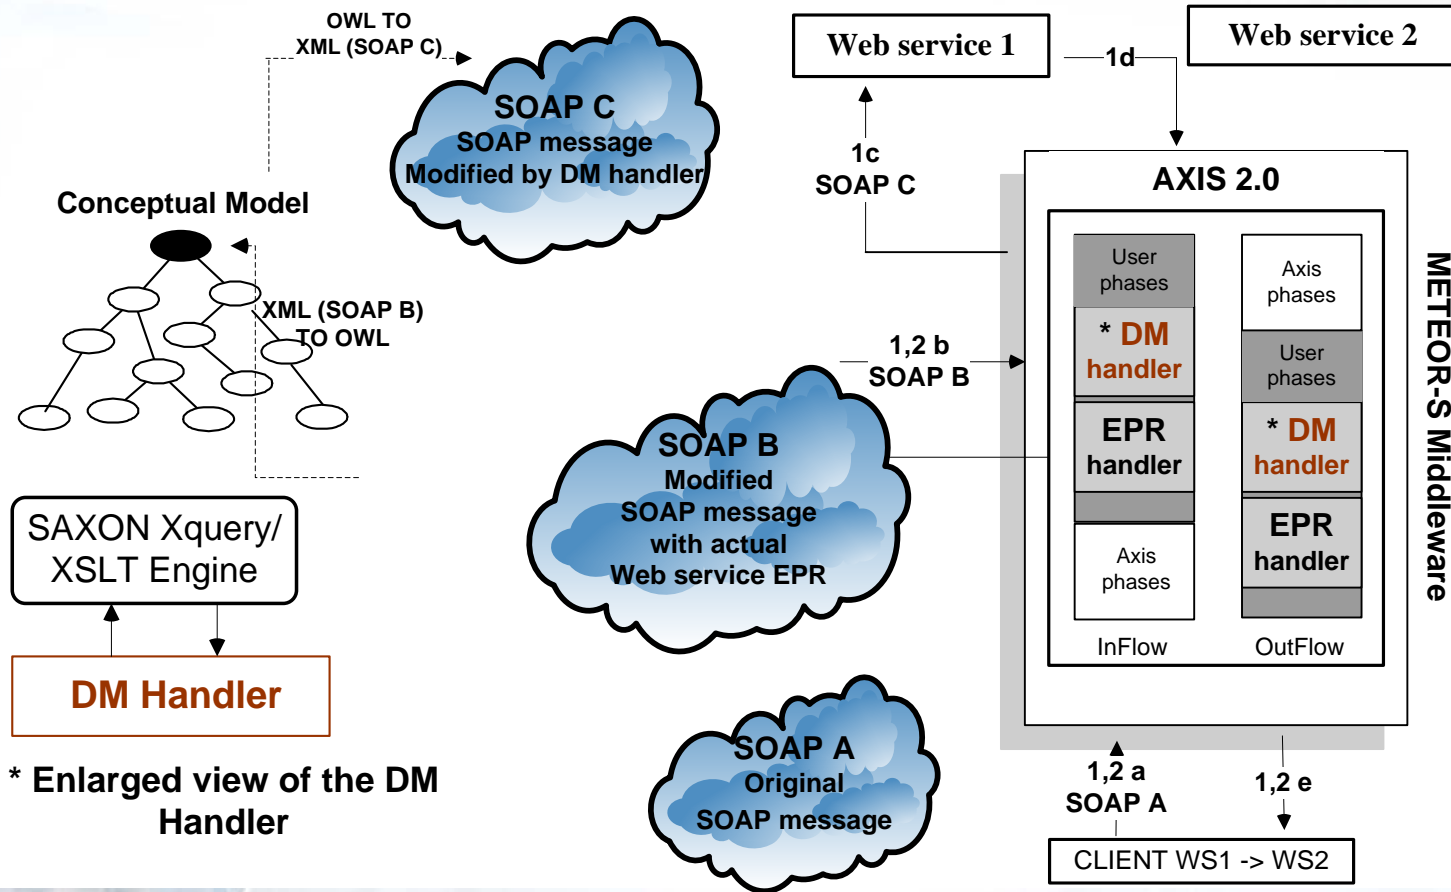 OWL TO
XML (SOAP C)
SOAP C
SOAP message
Modified by DM handler
Conceptual Model
XML (SOAP B)
TO OWL
SAXON Xquery/
XSLT Engine
DM Handler
* Enlarged view of the DM
Handler
SOAP B
Modified
SOAP message
with actual
Web service EPR
SOAP A
Original
SOAP message
Web service 1
1d
Web service 2
1c
SOAP C
1,2 b
SOAP B
AXIS 2.0
User
phases
* DM
handler
EPR
handler
Axis
phases
InFlow
Axis
phases
User
phases
* DM
handler
EPR
handler
OutFlow
METEOR-S Middleware
1,2 a
SOAP A
1,2 e
CLIENT WS1 -> WS2